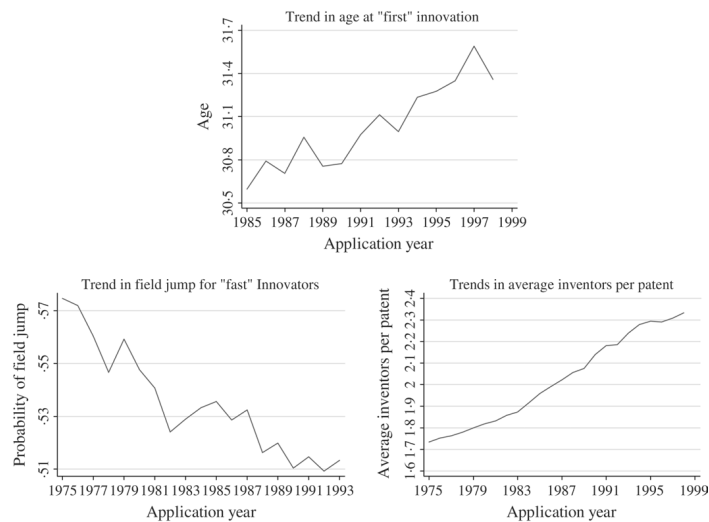 Trend in age at "first" innovation
Age
31·7
31·4
31·1
30·8
30·5
1985 1987 1989 1991 1993 1995 1997 1999
Application year
Trend in field jump for "fast" Innovators
Probability of field jump
·57
·55
·53
·51
1975 1977 1979 1981 1983 1985 1987 1989 1991 1993
Application year
Trends in average inventors per patent
Average inventors per patent
2·4
2·3
2·2
2·1
2
1·9
1·8
1·7
1·6
1975 1979 1983 1987 1991 1995 1999
Application year